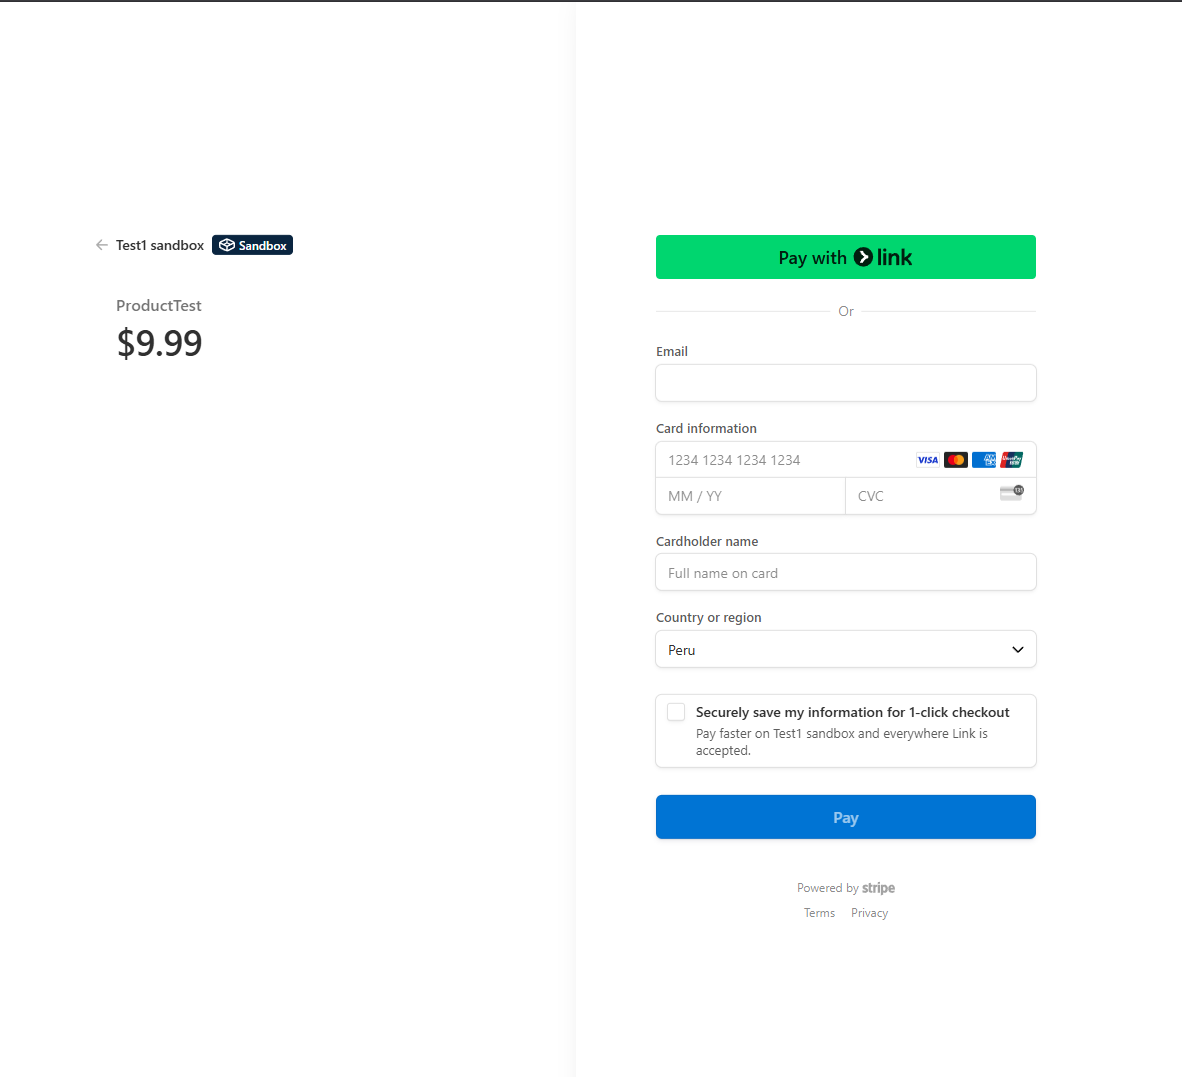 Test1 sandbox Sandbox
ProductTest
$9.99
Pay with link
Or
Email
Card information
1234 1234 1234 1234 VISA
MM / YY CVC
Cardholder name
Full name on card
Country or region
Peru
Securely save my information for 1-click checkout
Pay faster on Test1 sandbox and everywhere Link is
accepted.
Pay
Powered by stripe
Terms Privacy